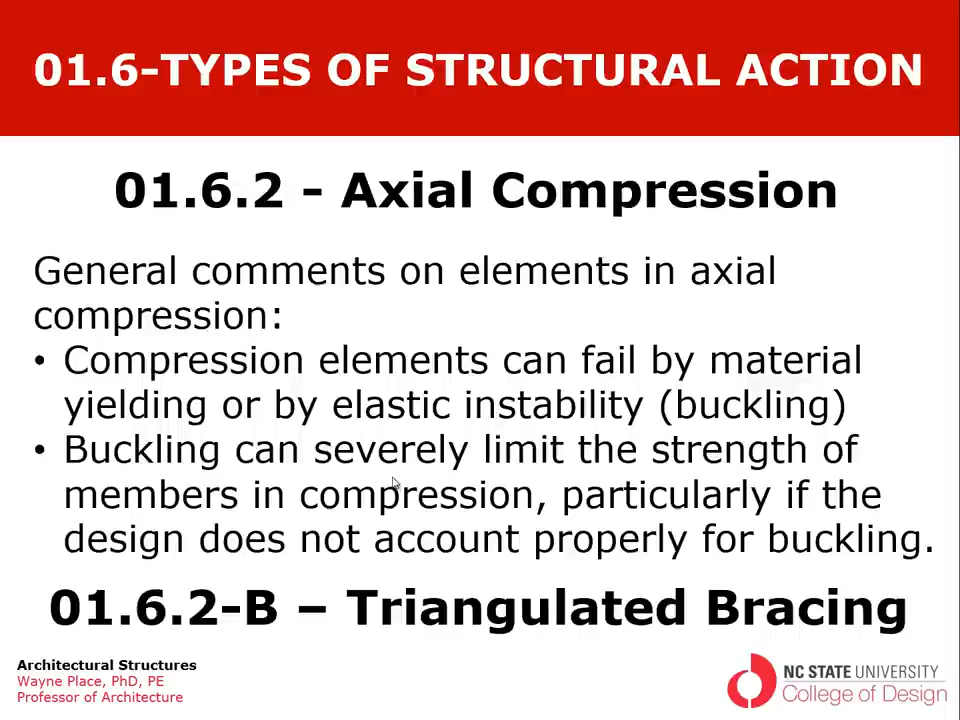 01.6-TYPES OF STRUCTURAL ACTION
01.6.2 - Axial Compression
General comments on elements in axial
compression:
• Compression elements can fail by material
yielding or by elastic instability (buckling)
• Buckling can severely limit the strength of
members in compression, particularly if the
design does not account properly for buckling.
01.6.2-B – Triangulated Bracing
Architectural Structures
Wayne Place, PhD, PE
Professor of Architecture
NC STATE UNIVERSITY
College of Design